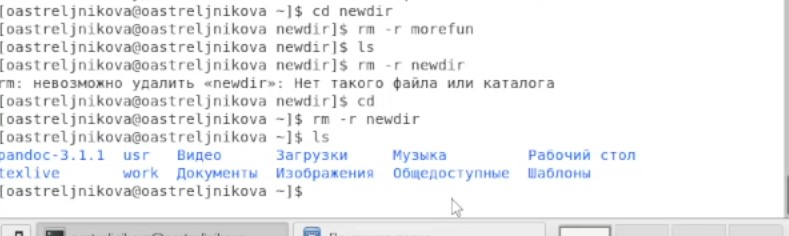 [oastreljnikova@oastreljnikova ~]$ cd newdir
[oastreljnikova@oastreljnikova newdir]$ rm -r morefun
[oastreljnikova@oastreljnikova newdir]$ ls
[oastreljnikova@oastreljnikova newdir]$ rm -r newdir
rm: невозможно удалить «newdir»: Нет такого файла или каталога
[oastreljnikova@oastreljnikova newdir]$ cd
[oastreljnikova@oastreljnikova ~]$ rm -r newdir
[oastreljnikova@oastreljnikova ~]$ ls
pandoc-3.1.1 usr Видео Загрузки Музыка Рабочий стол
texlive work Документы Изображения Общедоступные Шаблоны
[oastreljnikova@oastreljnikova ~]$